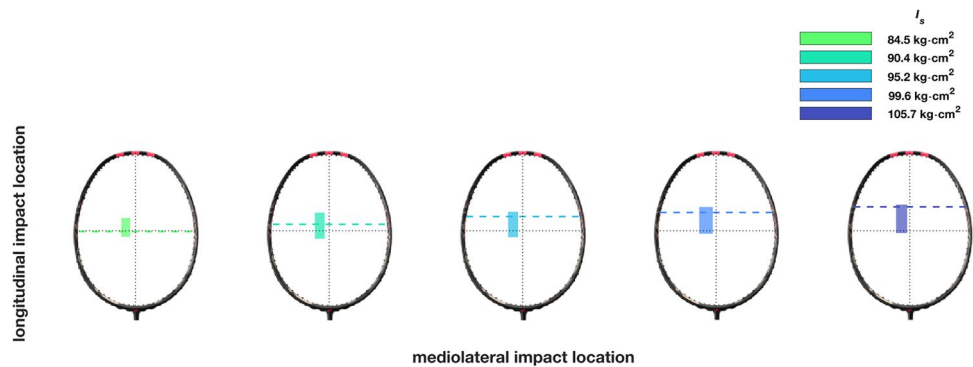 Iₛ
84.5 kg·cm²
90.4 kg·cm²
95.2 kg·cm²
99.6 kg·cm²
105.7 kg·cm²
longitudinal impact location
mediolateral impact location